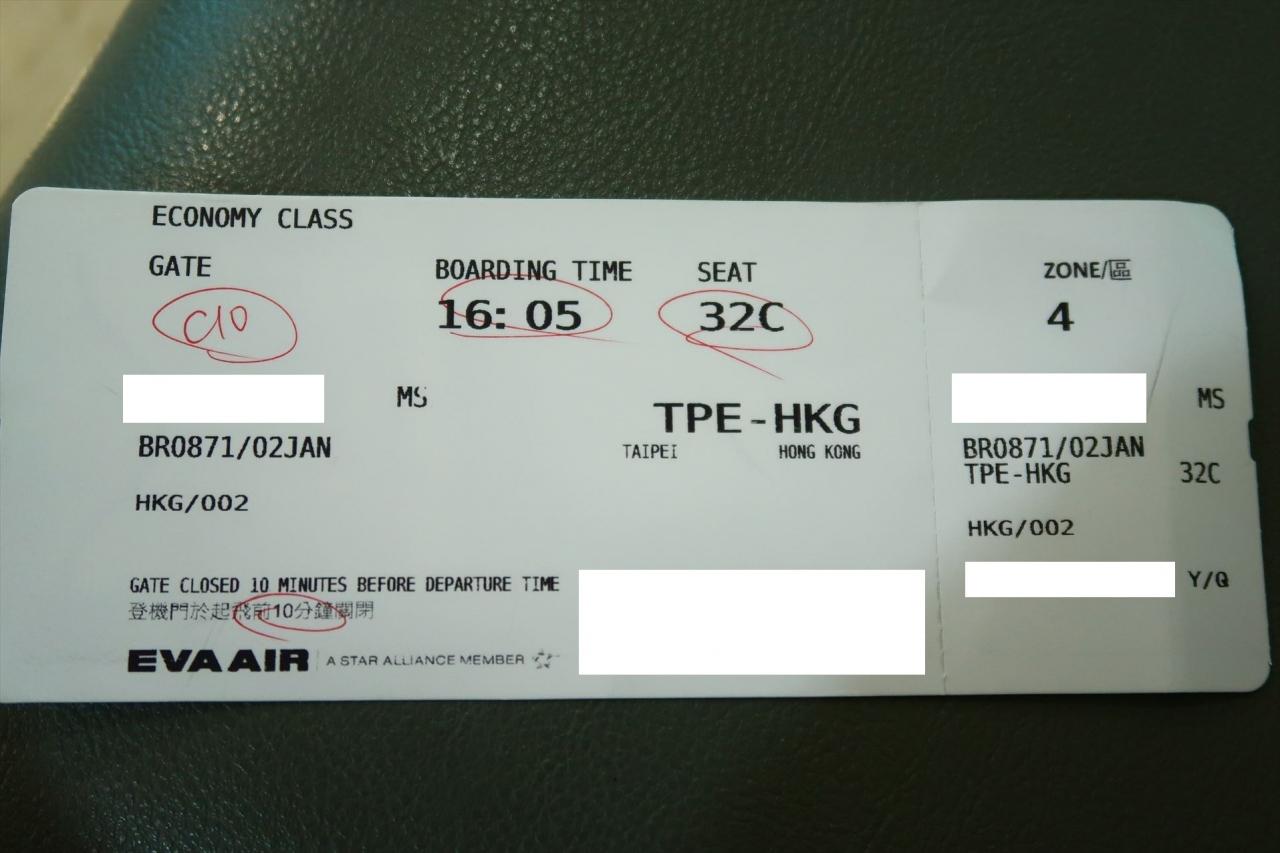 ECONOMY CLASS
GATE BOARDING TIME SEAT
C10 16: 05 32C
MS
TPE-HKG
BR0871/02JAN TAIPEI HONG KONG
HKG/002
GATE CLOSED 10 MINUTES BEFORE DEPARTURE TIME
登機門於起飛前10分鐘關閉
EVA AIR A STAR ALLIANCE MEMBER
ZONE/區
4
MS
BR0871/02JAN
TPE-HKG 32C
HKG/002
Y/Q